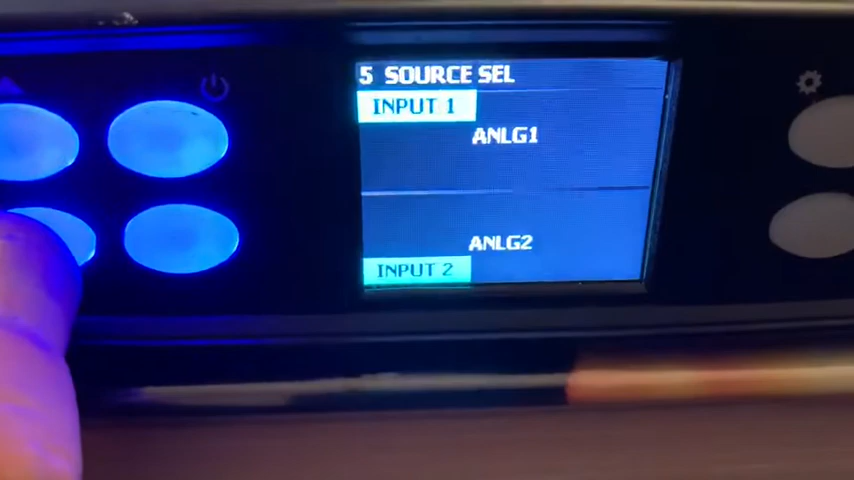 5 SOURCE SEL
INPUT 1
ANLG1
ANLG2
INPUT 2